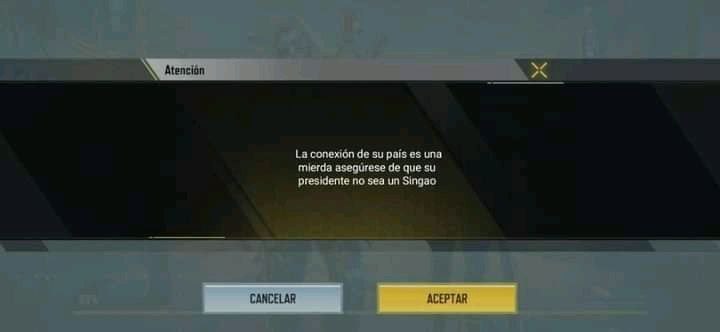 Atención
La conexión de su país es una
mierda asegúrese de que su
presidente no sea un Singao
CANCELAR
ACEPTAR